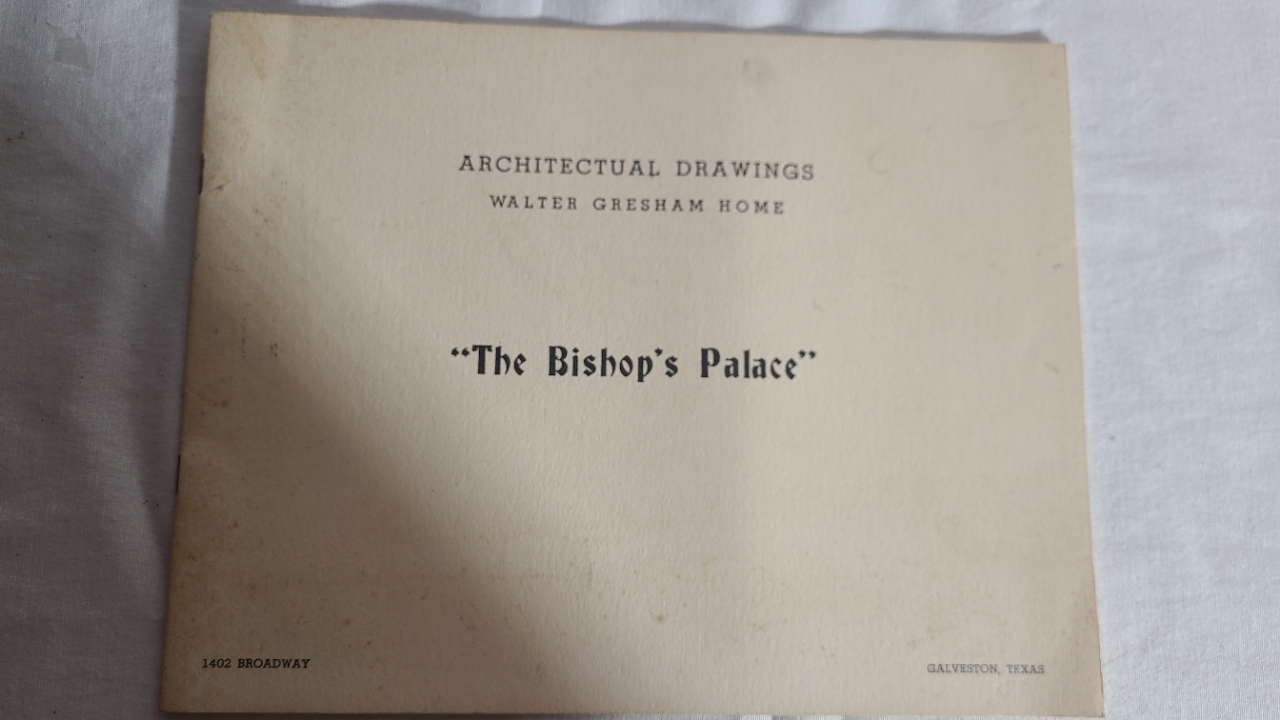 ARCHITECTUAL DRAWINGS
WALTER GRESHAM HOME
“The Bishop’s Palace”
1402 BROADWAY
GALVESTON, TEXAS